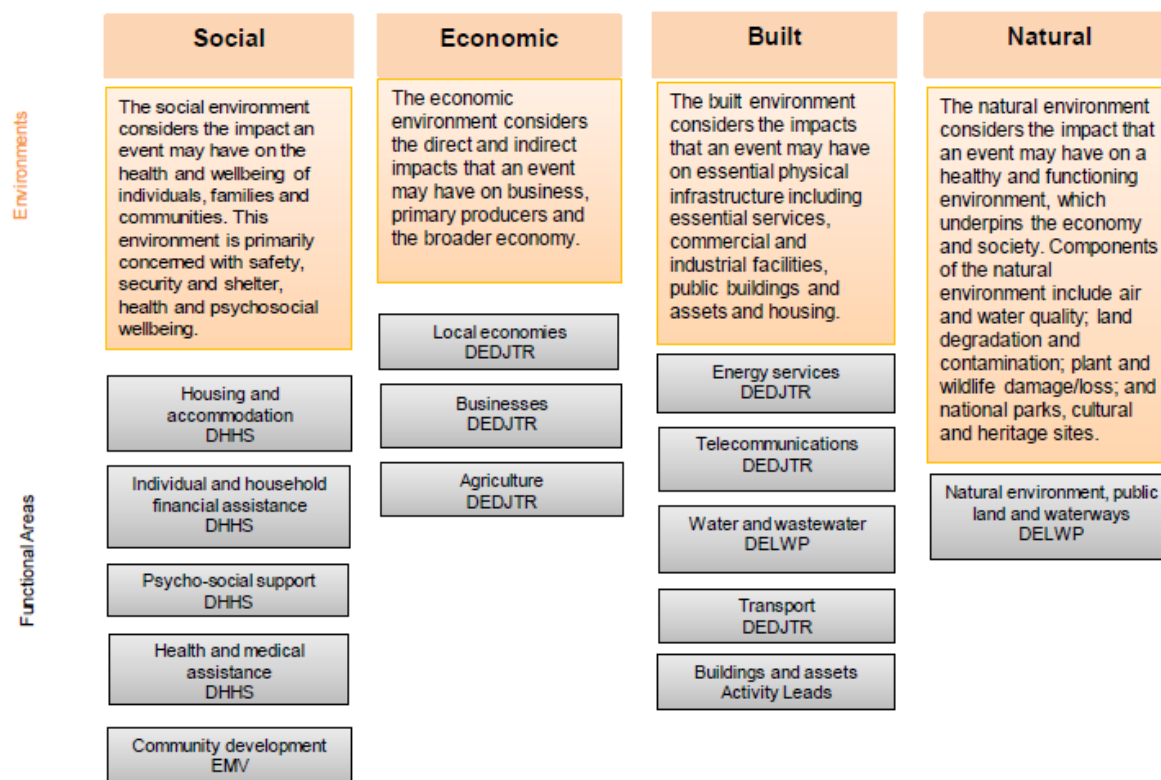 Social
Economic
Built
Natural
Environments
The social environment
considers the impact an
event may have on the
health and wellbeing of
individuals, families and
communities. This
environment is primarily
concerned with safety,
security and shelter,
health and psychosocial
wellbeing.
The economic
environment considers
the direct and indirect
impacts that an event
may have on business,
primary producers and
the broader economy.
The built environment
considers the impacts
that an event may have
on essential physical
infrastructure including
essential services,
commercial and
industrial facilities,
public buildings and
assets and housing.
The natural environment
considers the impact that
an event may have on a
healthy and functioning
environment, which
underpins the economy
and society. Components
of the natural
environment include air
and water quality; land
degradation and
contamination; plant and
wildlife damage/loss; and
national parks, cultural
and heritage sites.
Functional Areas
Housing and
accommodation
DHHS
Individual and household
financial assistance
DHHS
Psycho-social support
DHHS
Health and medical
assistance
DHHS
Community development
EMV
Local economies
DEDJTR
Businesses
DEDJTR
Agriculture
DEDJTR
Energy services
DEDJTR
Telecommunications
DEDJTR
Water and wastewater
DELWP
Transport
DEDJTR
Buildings and assets
Activity Leads
Natural environment, public
land and waterways
DELWP